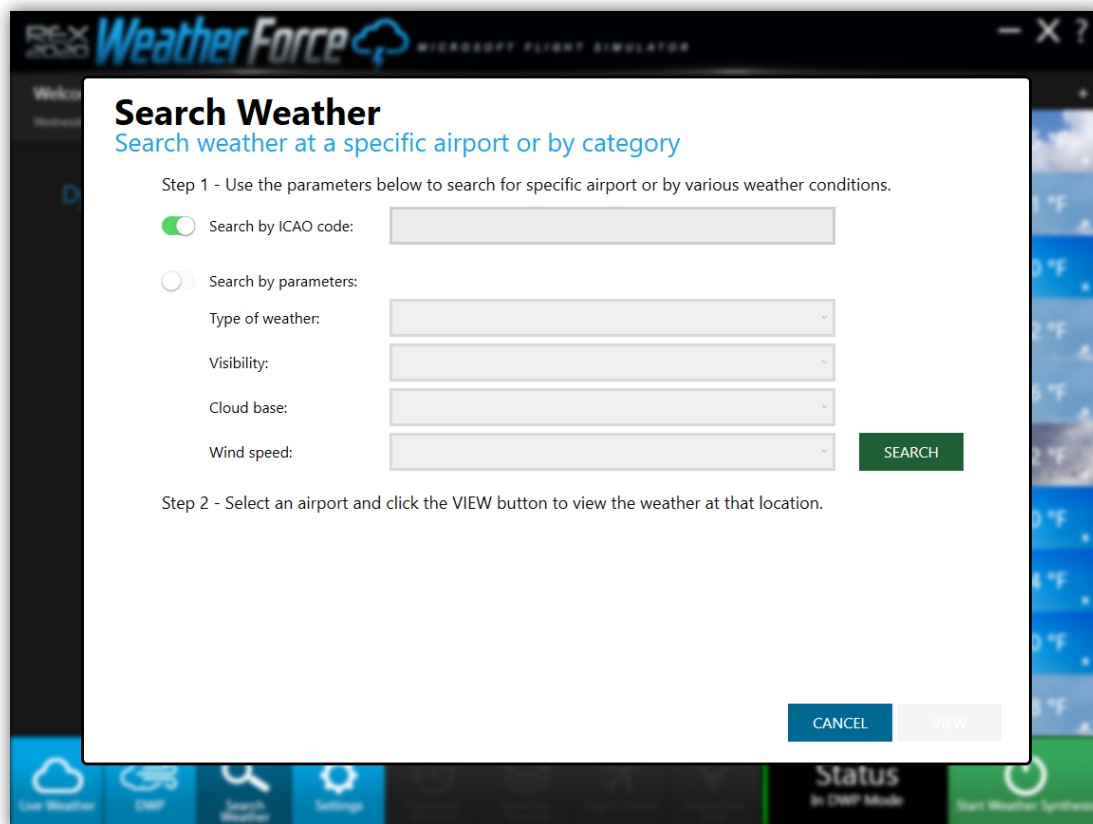 REX
2020
WeatherForce
MICROSOFT FLIGHT SIMULATOR
?
Search Weather
Search weather at a specific airport or by category
Step 1 - Use the parameters below to search for specific airport or by various weather conditions.
Search by ICAO code:
Search by parameters:
Type of weather:
Visibility:
Cloud base:
Wind speed:
SEARCH
Step 2 - Select an airport and click the VIEW button to view the weather at that location.
CANCEL
VIEW
Live Weather
DWP
Search
Weather
Settings
Status
In DWP Mode
Start Weather Synthesis